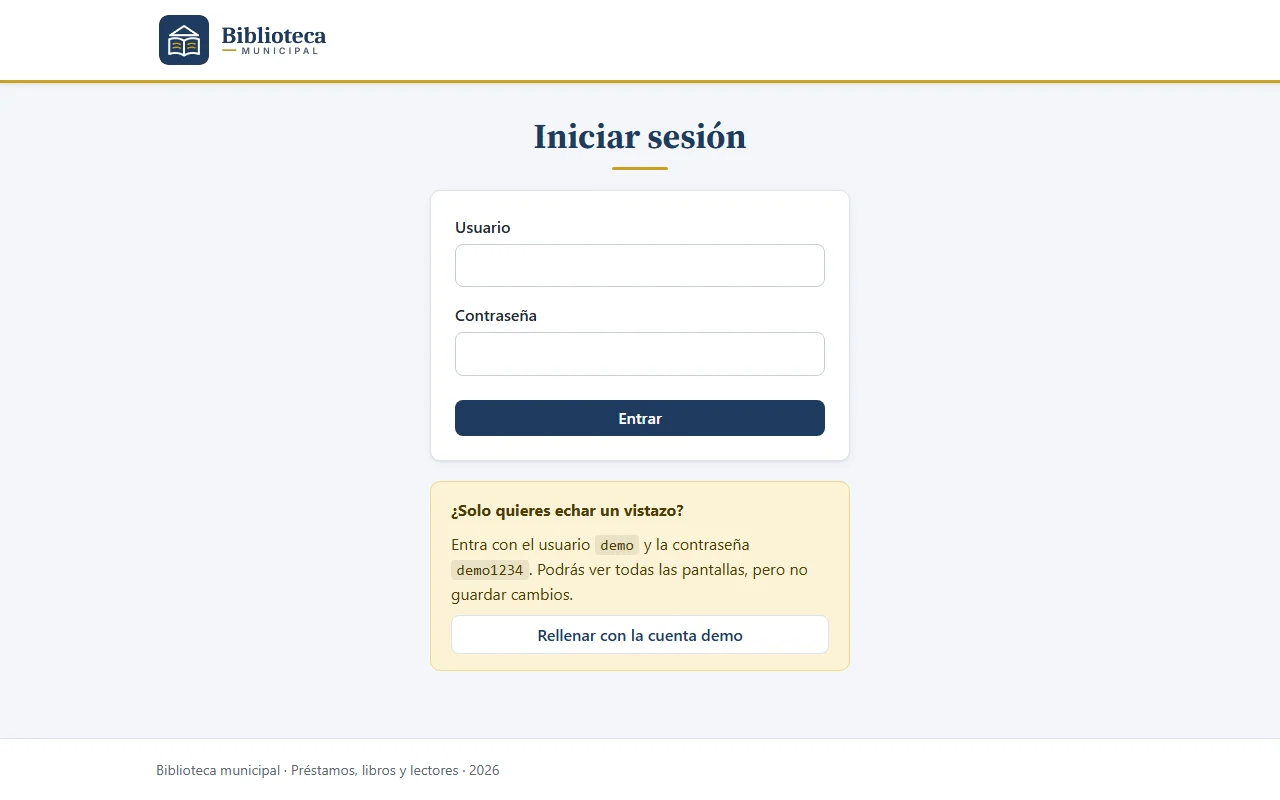 Biblioteca
MUNICIPAL
Iniciar sesión
Usuario
Contraseña
Entrar
¿Solo quieres echar un vistazo?
Entra con el usuario demo y la contraseña
demo1234. Podrás ver todas las pantallas, pero no
guardar cambios.
Rellenar con la cuenta demo
Biblioteca municipal · Préstamos, libros y lectores · 2026